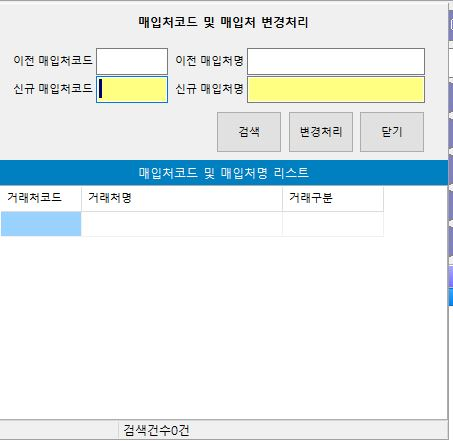 매입처코드 및 매입처 변경처리
이전 매입처코드 이전 매입처명
신규 매입처코드 신규 매입처명
검색 변경처리 닫기
매입처코드 및 매입처명 리스트
거래처코드 거래처명 거래구분
검색건수0건